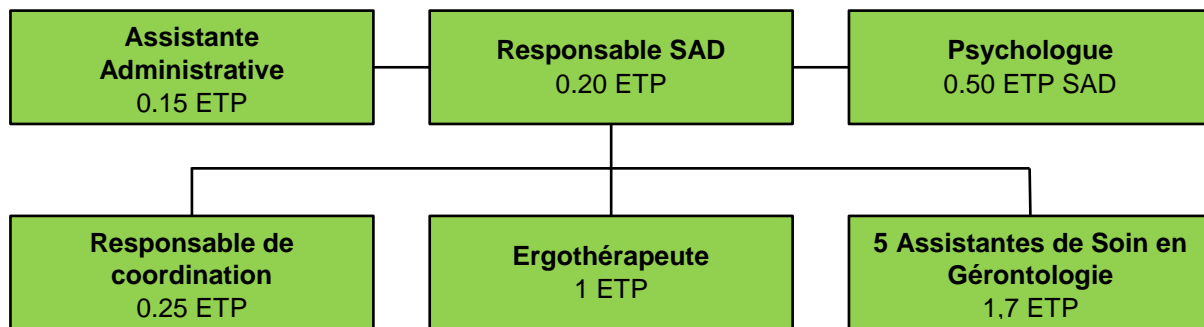 Assistante
Administrative
0.15 ETP
Responsable SAD
0.20 ETP
Psychologue
0.50 ETP SAD
Responsable de
coordination
0.25 ETP
Ergothérapeute
1 ETP
5 Assistantes de Soin en
Gérontologie
1,7 ETP